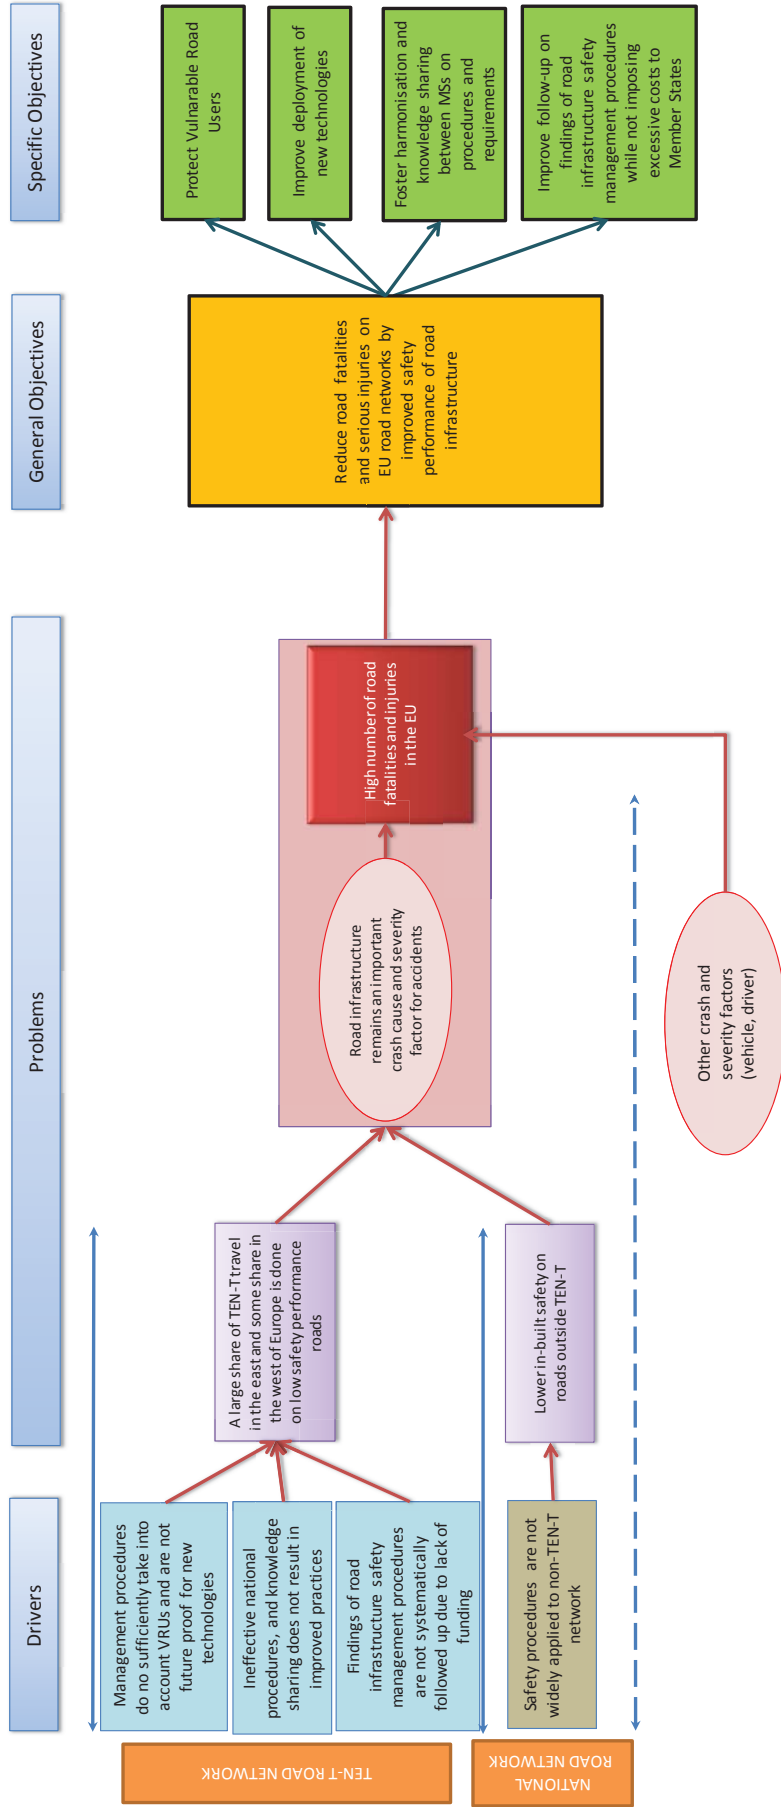 Drivers
Problems
General Objectives
Specific Objectives
TEN-T ROAD NETWORK
NATIONAL
ROAD NETWORK
Management procedures
do no sufficiently take into
account VRUs and are not
future proof for new
technologies
Ineffective national
procedures, and knowledge
sharing does not result in
improved practices
Findings of road
infrastructure safety
management procedures
are not systematically
followed up due to lack of
funding
Safety procedures are not
widely applied to non-TEN-T
network
A large share of TEN-T travel
in the east and some share in
the west of Europe is done
on low safety performance
roads
Lower in-built safety on
roads outside TEN-T
Road infrastructure
remains an important
crash cause and severity
factor for accidents
High number of road
fatalities and injuries
in the EU
Other crash and
severity factors
(vehicle, driver)
Reduce road fatalities
and serious injuries on
EU road networks by
improved safety
performance of road
infrastructure
Protect Vulnarable Road
Users
Improve deployment of
new technologies
Foster harmonisation and
knowledge sharing
between MSs on
procedures and
requirements
Improve follow-up on
findings of road
infrastructure safety
management procedures
while not imposing
excessive costs to
Member States